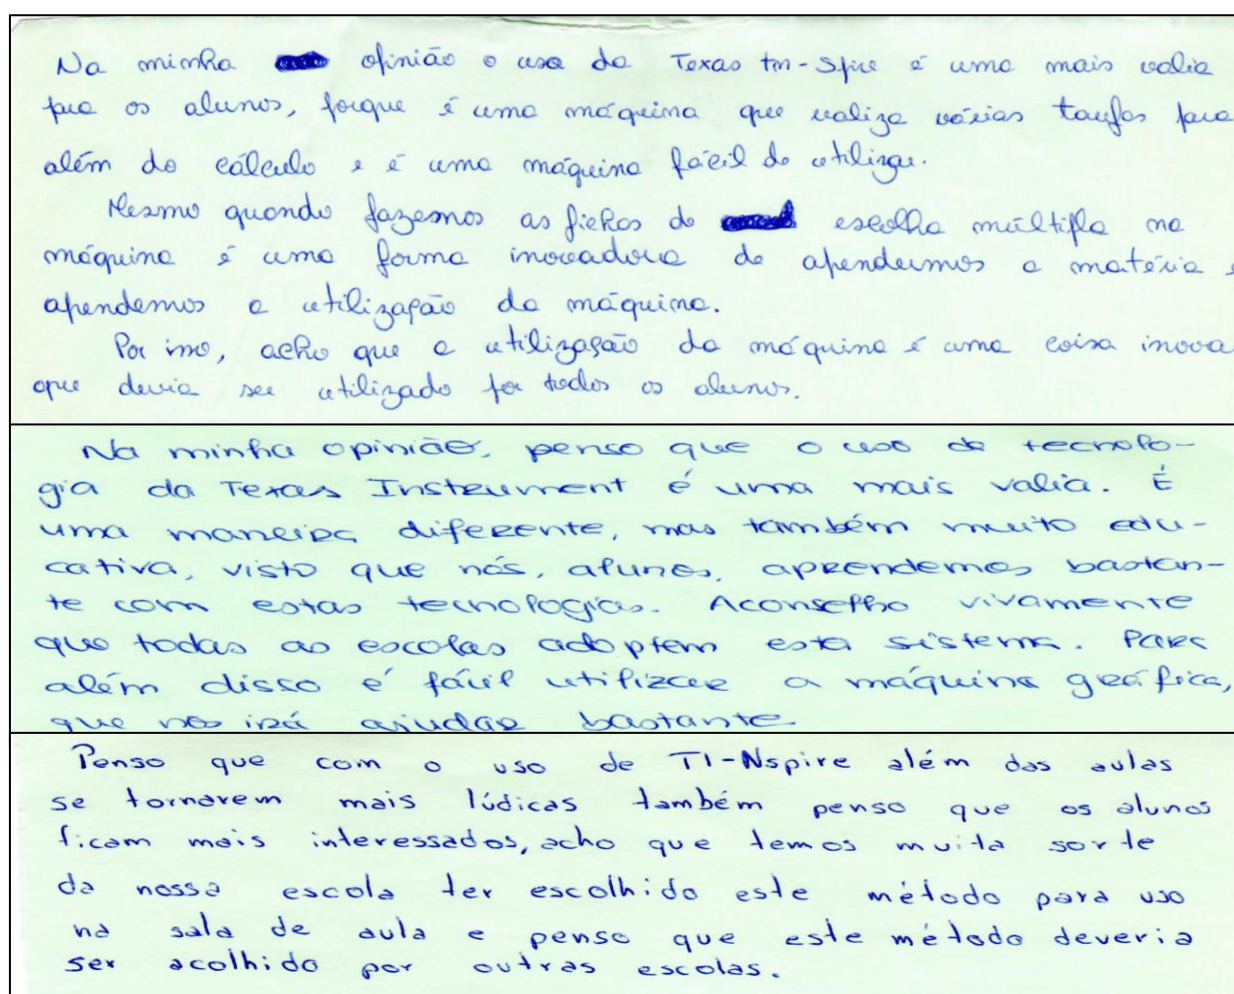 Na minha opinião o uso da Texas tm-Spire é uma mais valia
para os alunos, porque é uma máquina que realiza várias tarefas para
além do cálculo e é uma máquina fácil de utilizar.
Mesmo quando fazemos as fichas de escolha múltipla na
máquina é uma forma inovadora de aprendermos a matéria e
aprendemos a utilização da máquina.
Por isso, acho que a utilização da máquina é uma coisa inova
que devia ser utilizado por todos os alunos.
Na minha opinião, penso que o uso de tecnolo-
gia da Texas Instrument é uma mais valia. É
uma maneira diferente, mas também muito edu-
cativa, visto que nós, alunos, aprendemos bastan-
te com estas tecnologias. Aconselho vivamente
que todas as escolas adoptem esta sistema. Para
além disso é fácil utilizar a máquina gráfica,
que nos irá ajudar bastante.
Penso que com o uso de TI-Nspire além das aulas
se tornarem mais lúdicas também penso que os alunos
ficam mais interessados, acho que temos muita sorte
da nossa escola ter escolhido este método para uso
na sala de aula e penso que este método deveria
ser acolhido por outras escolas.